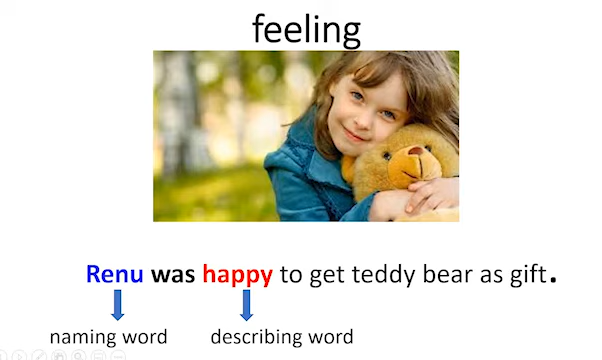 feeling
Renu was happy to get teddy bear as gift.
naming word describing word